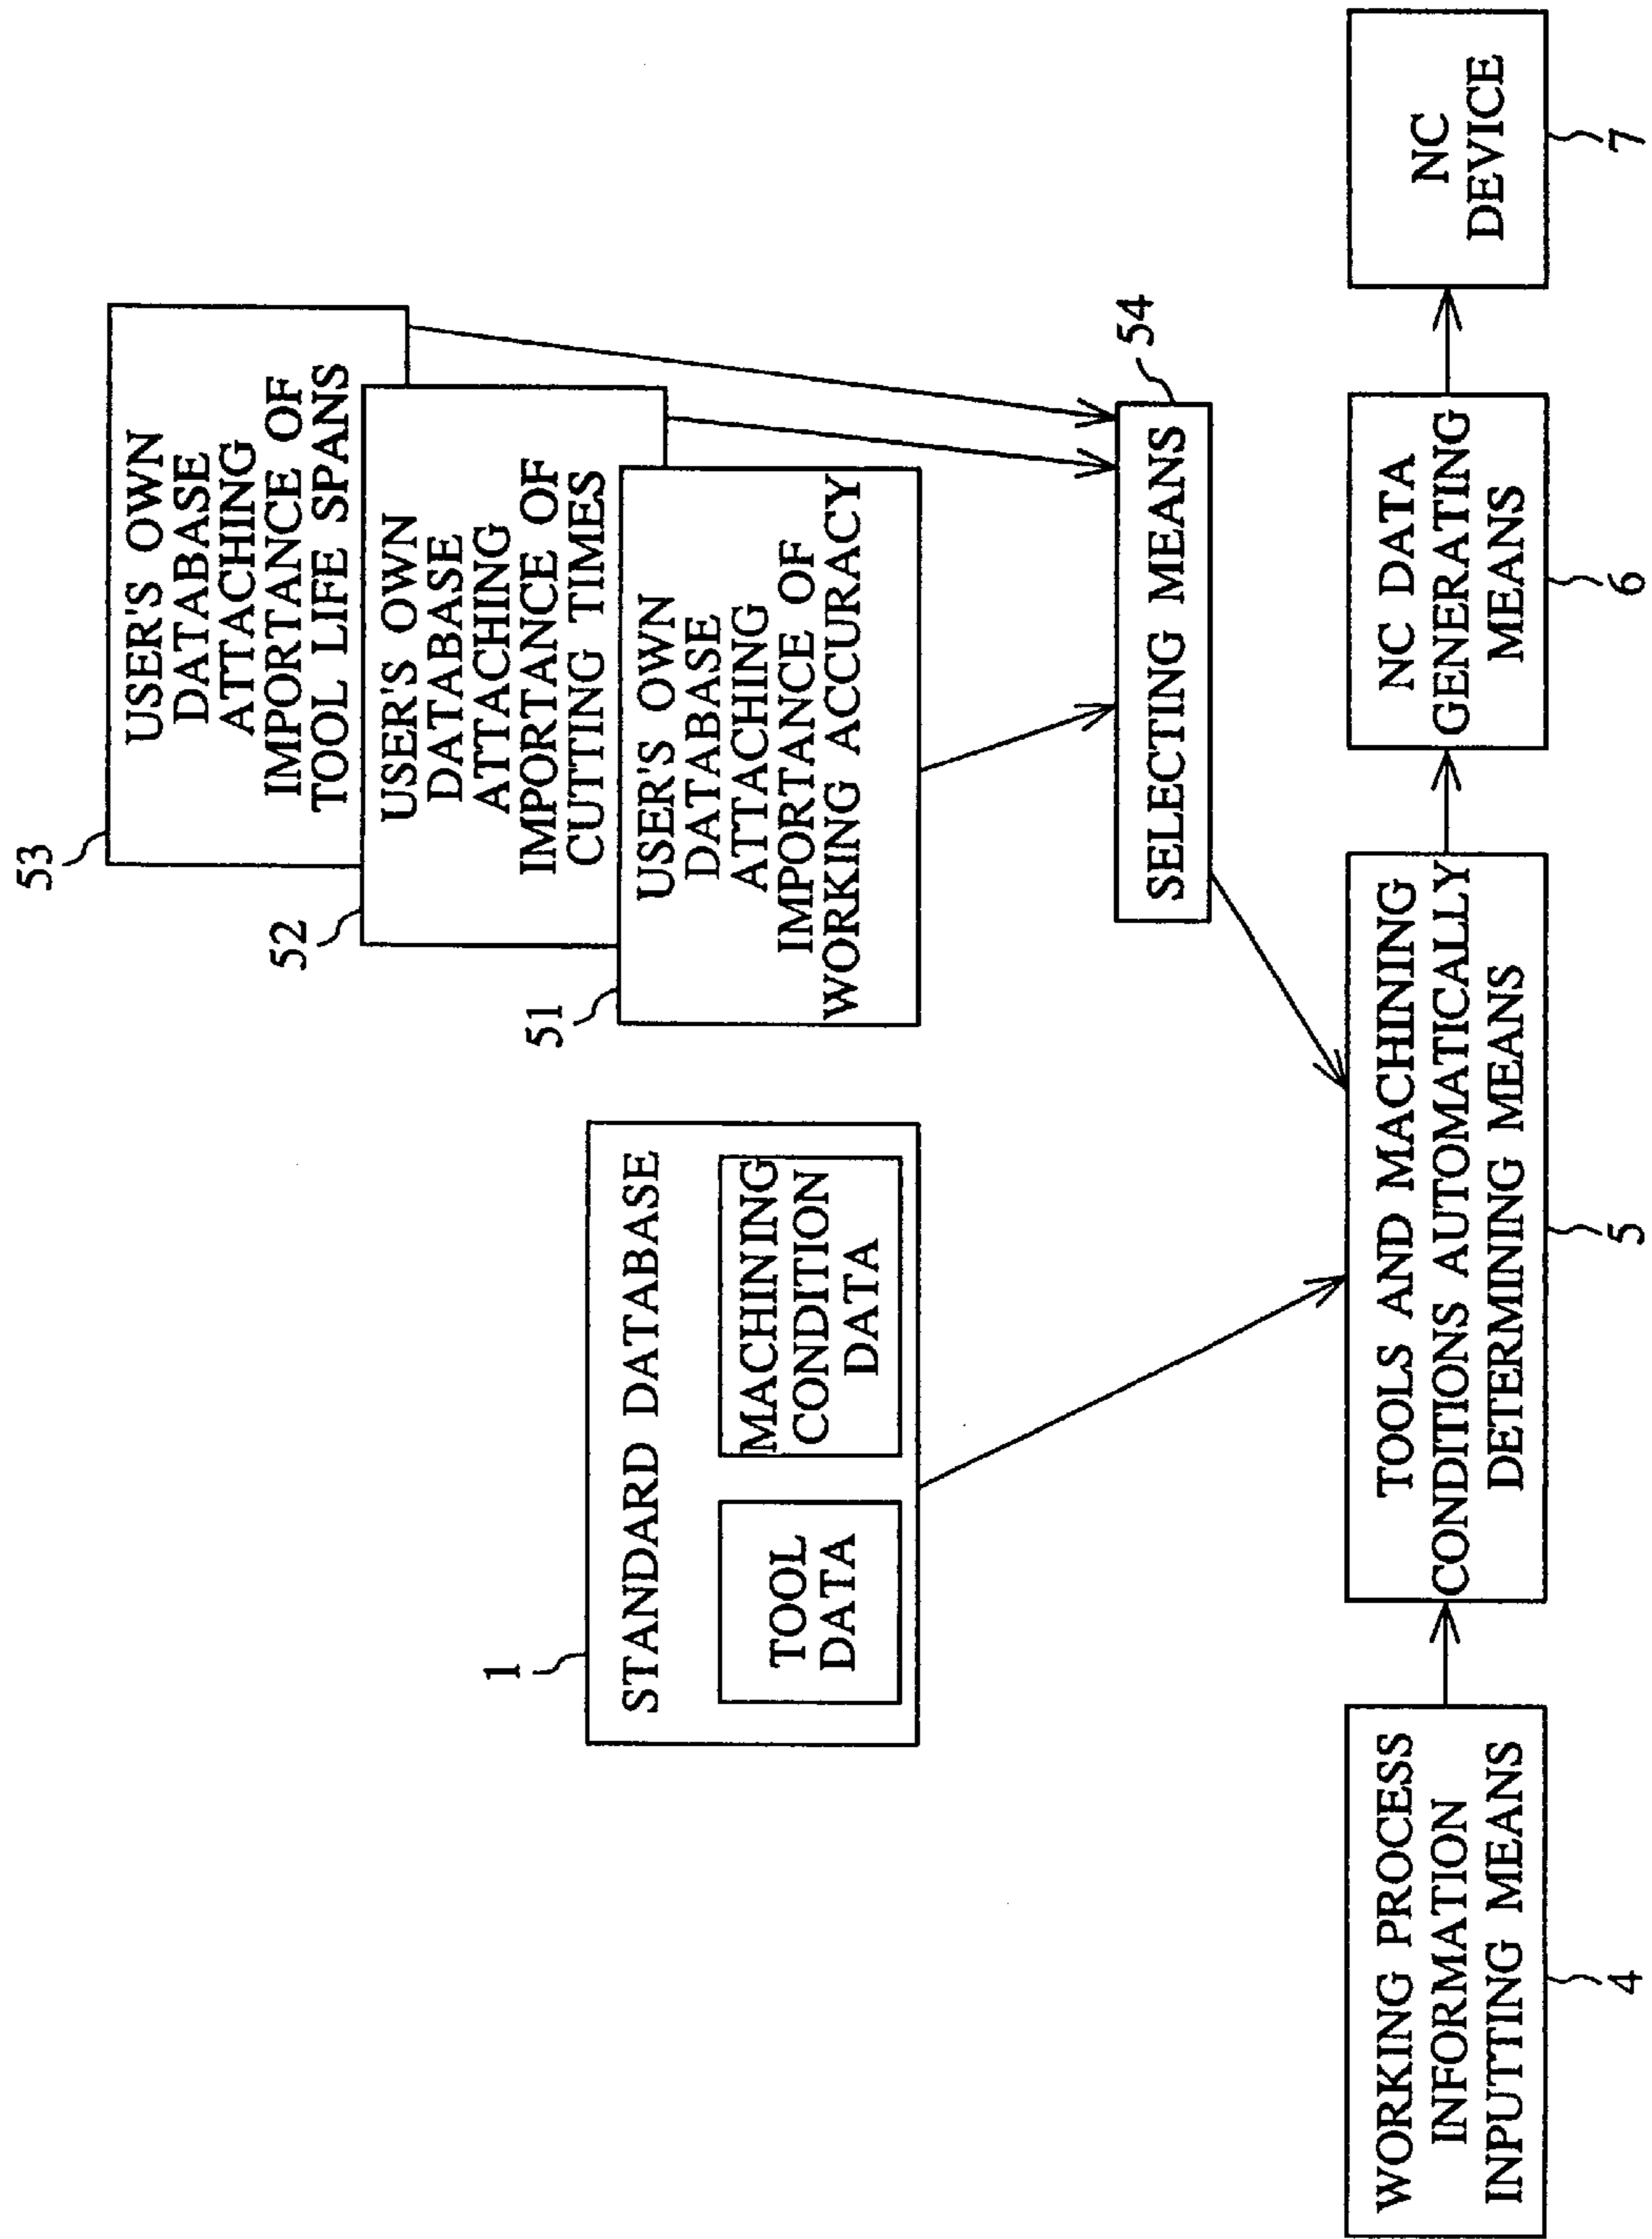 53
USER'S OWN
DATABASE
ATTACHING
IMPORTANCE OF
TOOL LIFE SPANS
52
USER'S OWN
DATABASE
ATTACHING
IMPORTANCE OF
CUTTING TIMES
51
USER'S OWN
DATABASE
ATTACHING
IMPORTANCE OF
WORKING ACCURACY
1
STANDARD DATABASE
TOOL
DATA
MACHINING
CONDITION
DATA
54
SELECTING MEANS
WORKING PROCESS
INFORMATION
INPUTING MEANS
4
TOOLS AND MACHINING
CONDITIONS AUTOMATICALLY
DETERMINING MEANS
5
NC DATA
GENERATING
MEANS
6
NC
DEVICE
7